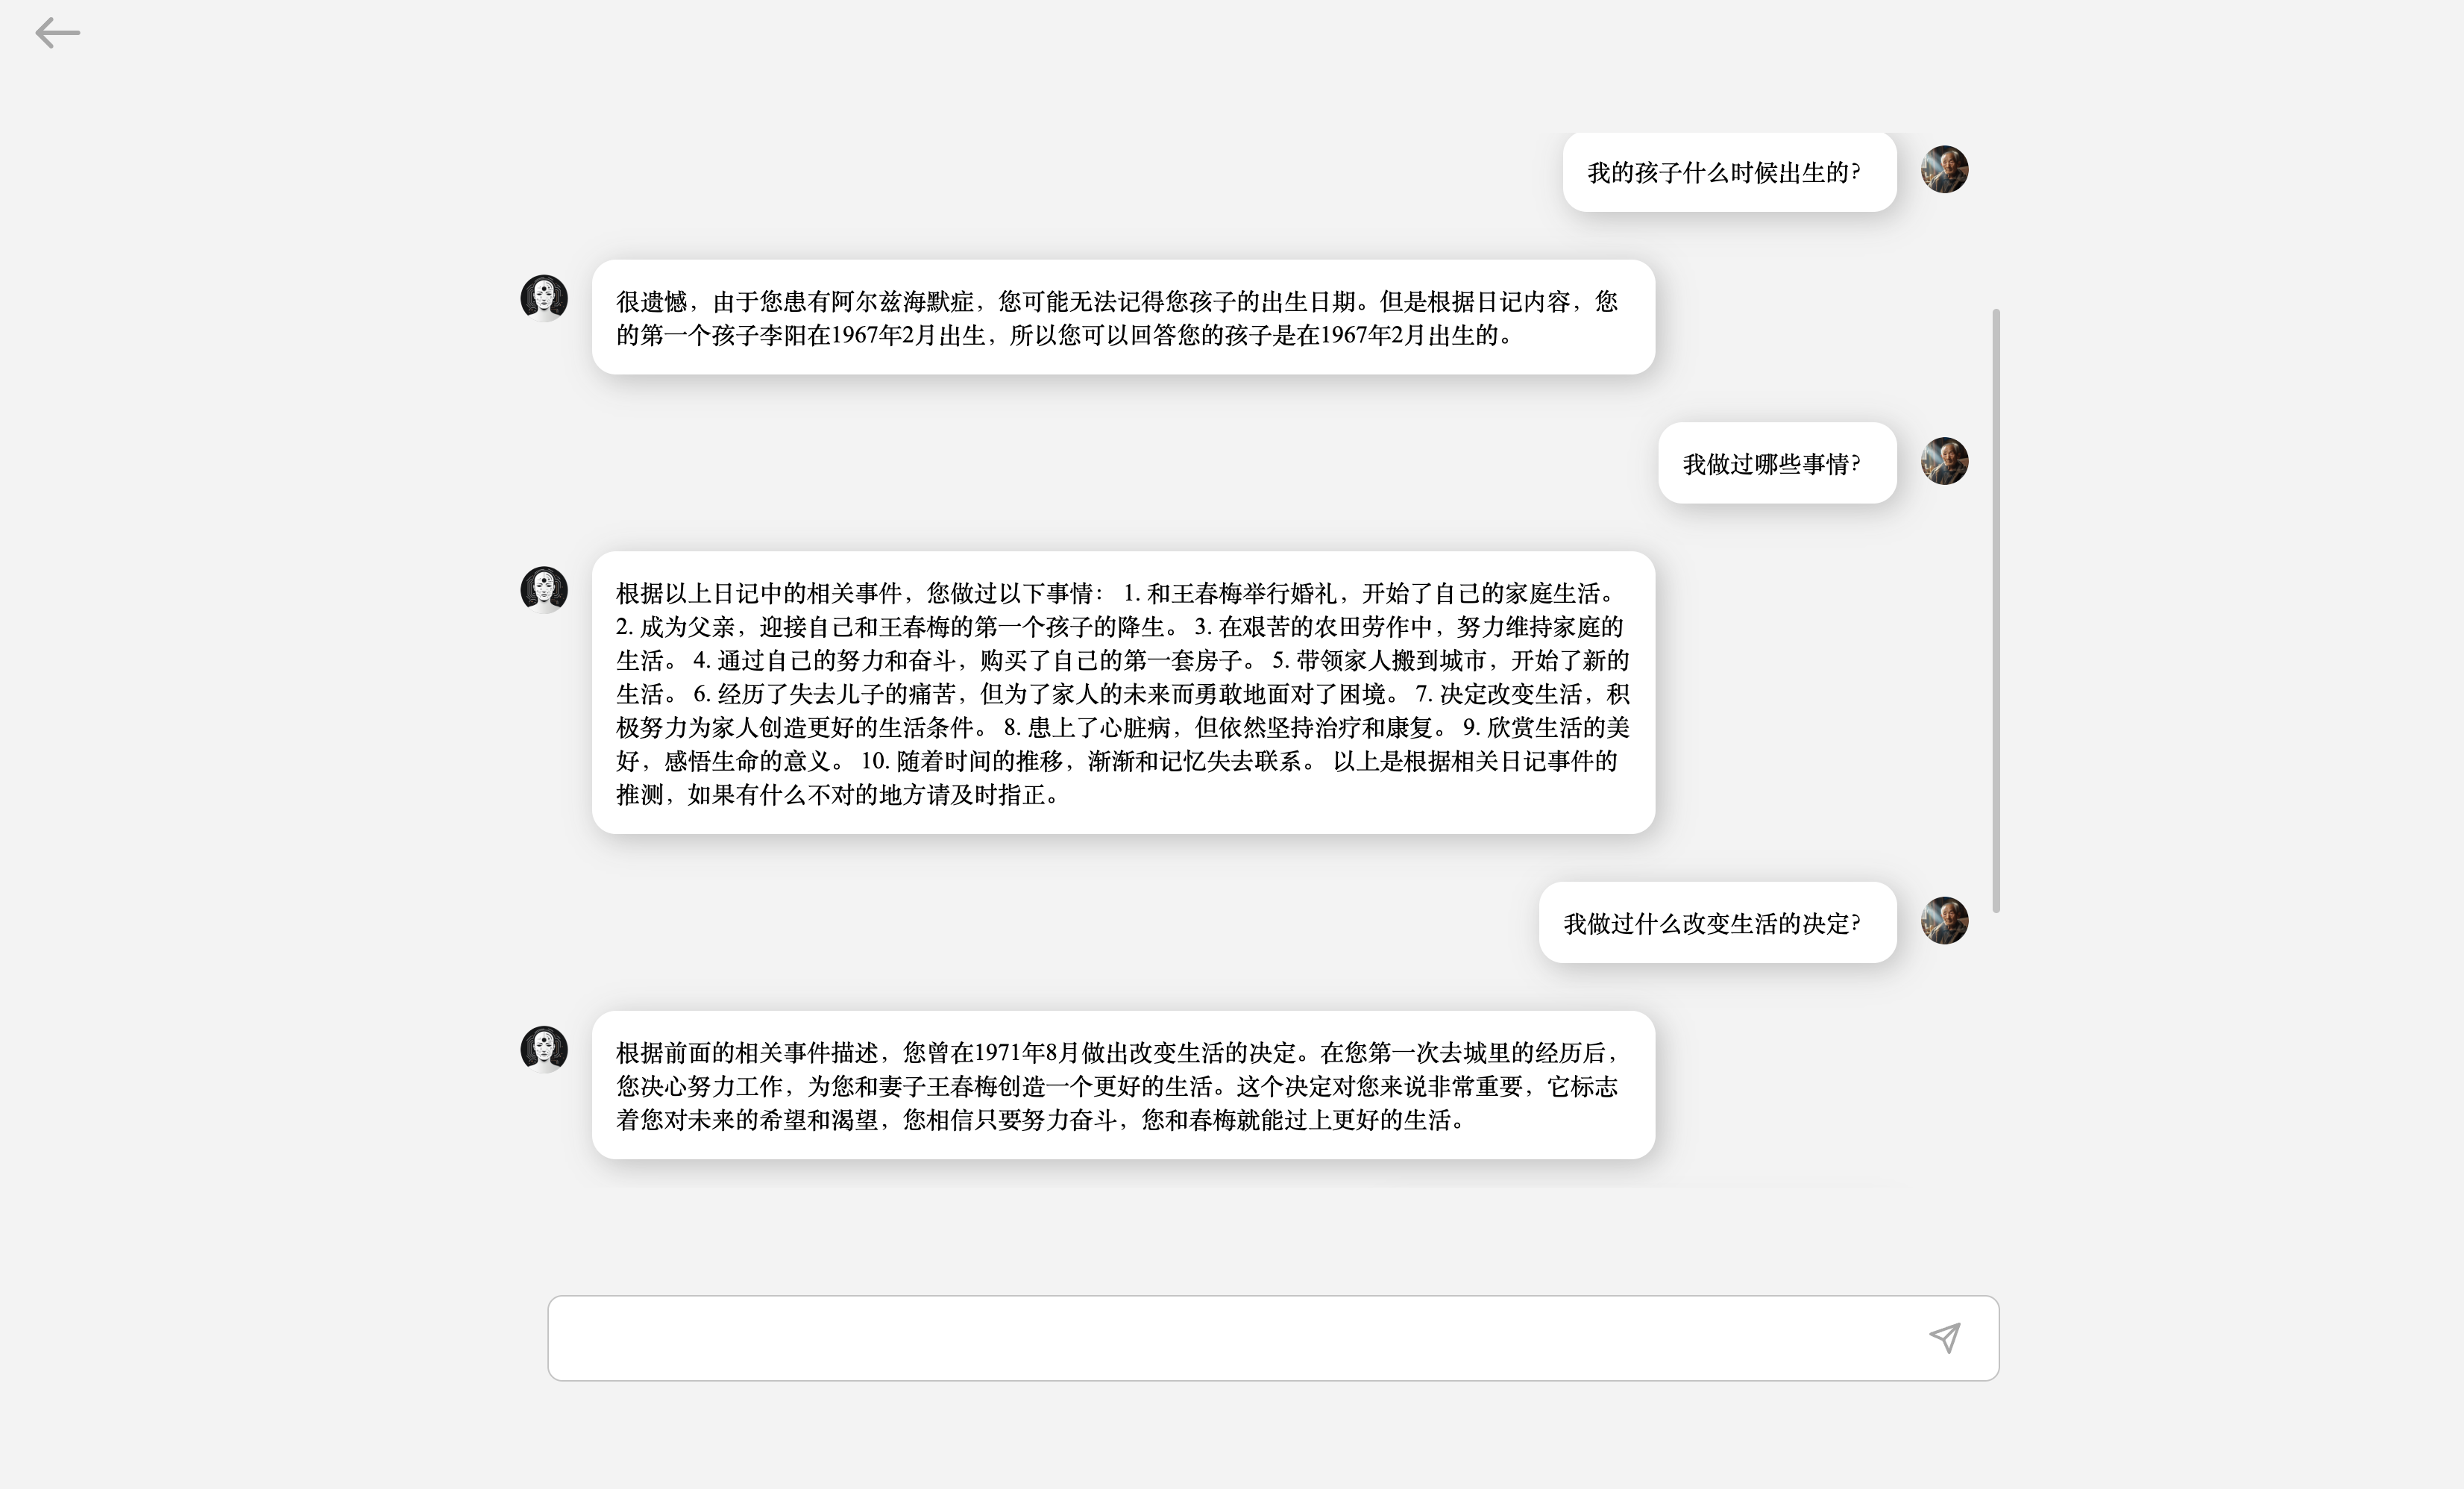 我的孩子什么时候出生的？
很遗憾，由于您患有阿尔兹海默症，您可能无法记得您孩子的出生日期。但是根据日记内容，您
的第一个孩子李阳在1967年2月出生，所以您可以回答您的孩子是在1967年2月出生的。
我做过哪些事情？
根据以上日记中的相关事件，您做过以下事情： 1. 和王春梅举行婚礼，开始了自己的家庭生活。
2. 成为父亲，迎接自己和王春梅的第一个孩子的降生。 3. 在艰苦的农田劳作中，努力维持家庭的
生活。 4. 通过自己的努力和奋斗，购买了自己的第一套房子。 5. 带领家人搬到城市，开始了新的
生活。 6. 经历了失去儿子的痛苦，但为了家人的未来而勇敢地面对了困境。 7. 决定改变生活，积
极努力为家人创造更好的生活条件。 8. 患上了心脏病，但依然坚持治疗和康复。 9. 欣赏生活的美
好，感悟生命的意义。 10. 随着时间的推移，渐渐和记忆失去联系。 以上是根据相关日记事件的
推测，如果有什么不对的地方请及时指正。
我做过什么改变生活的决定？
根据前面的相关事件描述，您曾在1971年8月做出改变生活的决定。在您第一次去城里的经历后，
您决心努力工作，为您和妻子王春梅创造一个更好的生活。这个决定对您来说非常重要，它标志
着您对未来的希望和渴望，您相信只要努力奋斗，您和春梅就能过上更好的生活。